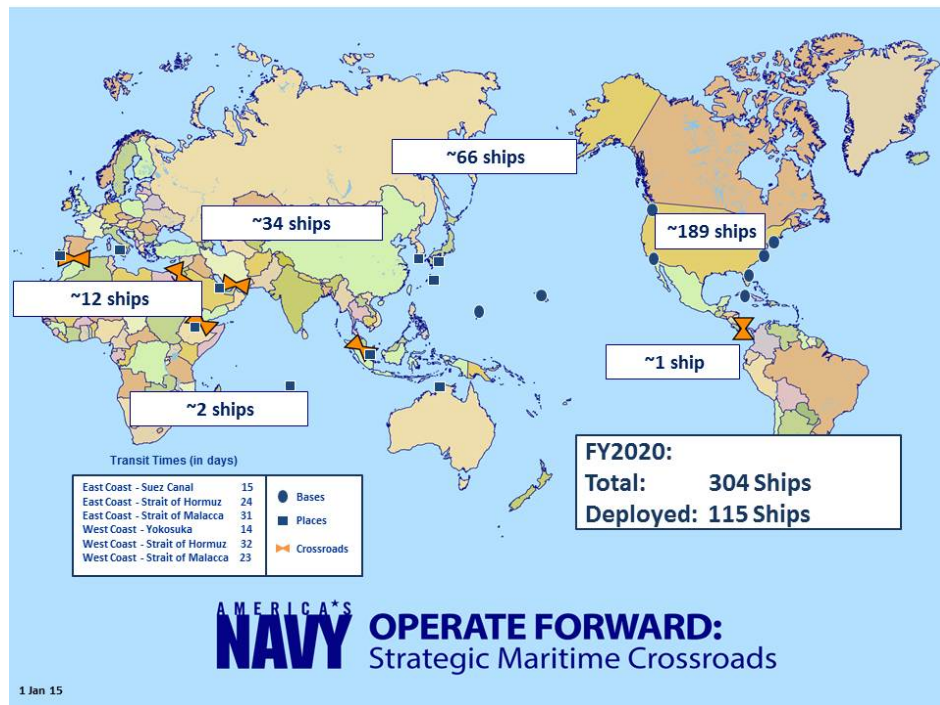 ~66 ships
~34 ships
~189 ships
~12 ships
~1 ship
~2 ships
FY2020:
Total: 304 Ships
Deployed: 115 Ships
Transit Times (in days)
East Coast - Suez Canal 15
East Coast - Strait of Hormuz 24
East Coast - Strait of Malacca 31
West Coast - Yokosuka 14
West Coast - Strait of Hormuz 32
West Coast - Strait of Malacca 23
Bases
Places
Crossroads
AMERICA'S
NAVY
OPERATE FORWARD:
Strategic Maritime Crossroads
1 Jan 15